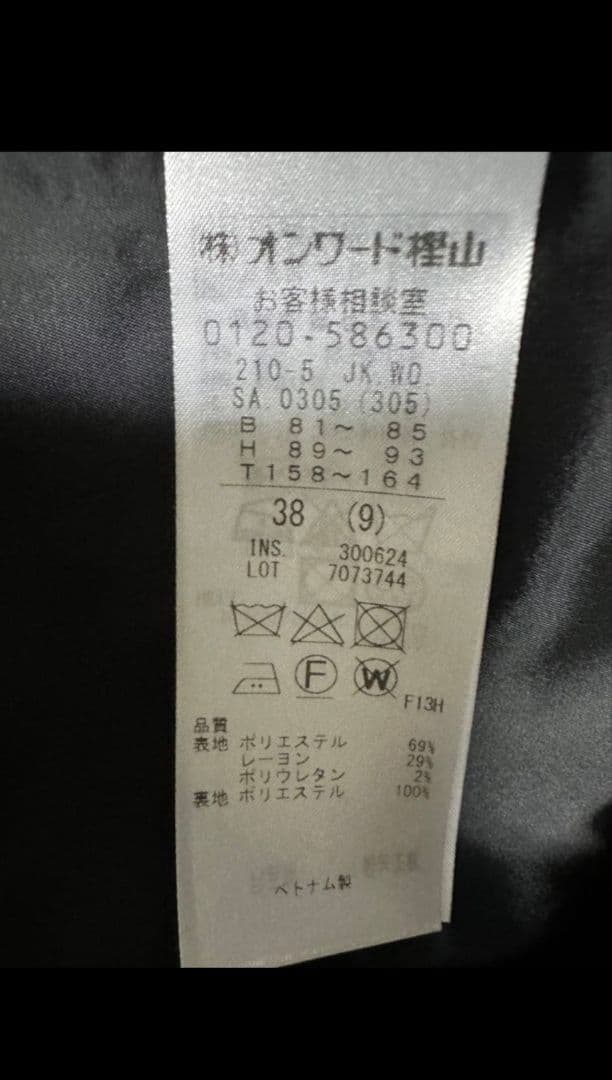 (株)オンワード樫山
お客様相談室
0120-586300
210-5 JK.WO.
SA.0305 (305)
B 81〜 85
H 89〜 93
T158〜164
38 (9)
INS. 300624
LOT 7073744
F W
F13H
品質
表地 ポリエステル 69%
レーヨン 29%
ポリウレタン 2%
裏地 ポリエステル 100%
ベトナム製